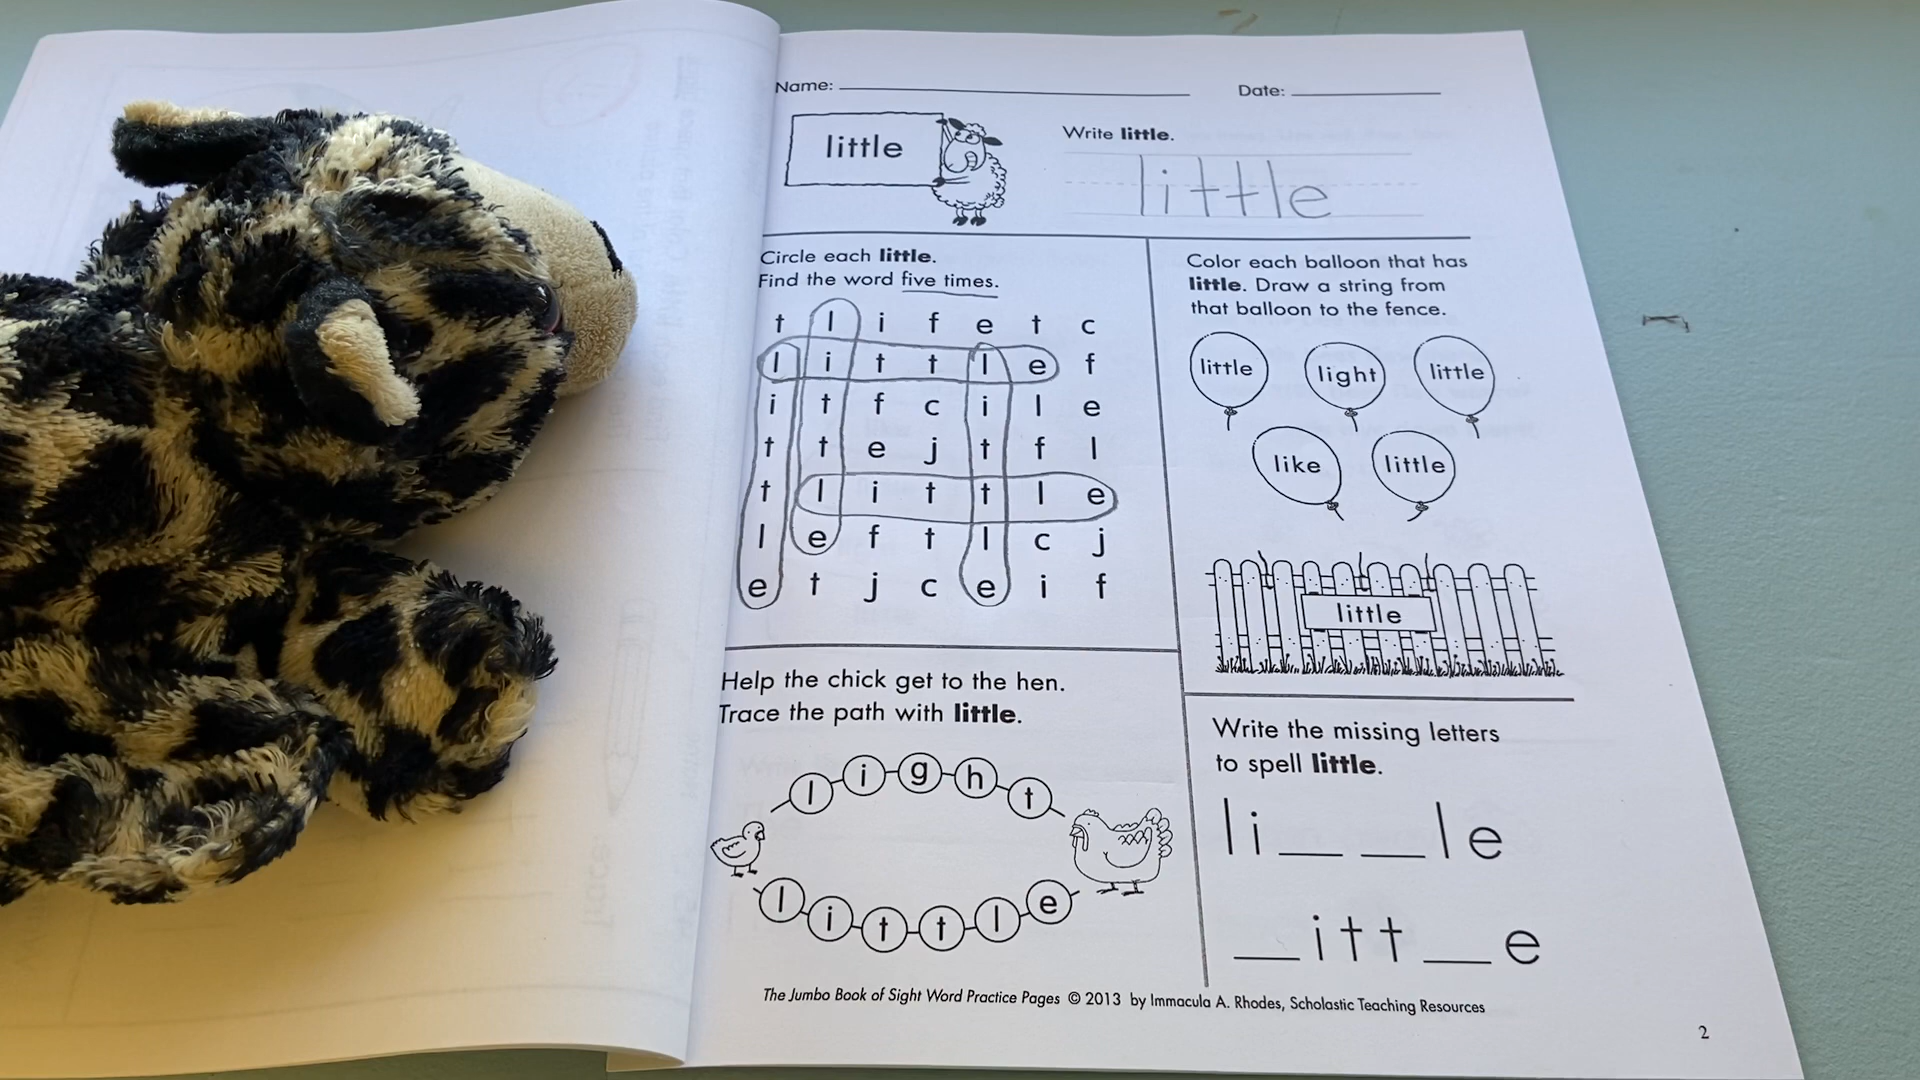 Name: Date:
little
Write little.
little
Circle each little.
Find the word five times.
t l i f e t c
l i t t l e f
i t f c i l e
t t e j t f l
t l i t t l e
l e f t l c j
e t j c e i f
Color each balloon that has
little. Draw a string from
that balloon to the fence.
little light little
like little
little
Help the chick get to the hen.
Trace the path with little.
l i g h t
l i t t l e
Write the missing letters
to spell little.
li__ __le
__itt__e
The Jumbo Book of Sight Word Practice Pages © 2013 by Immacula A. Rhodes, Scholastic Teaching Resources
2